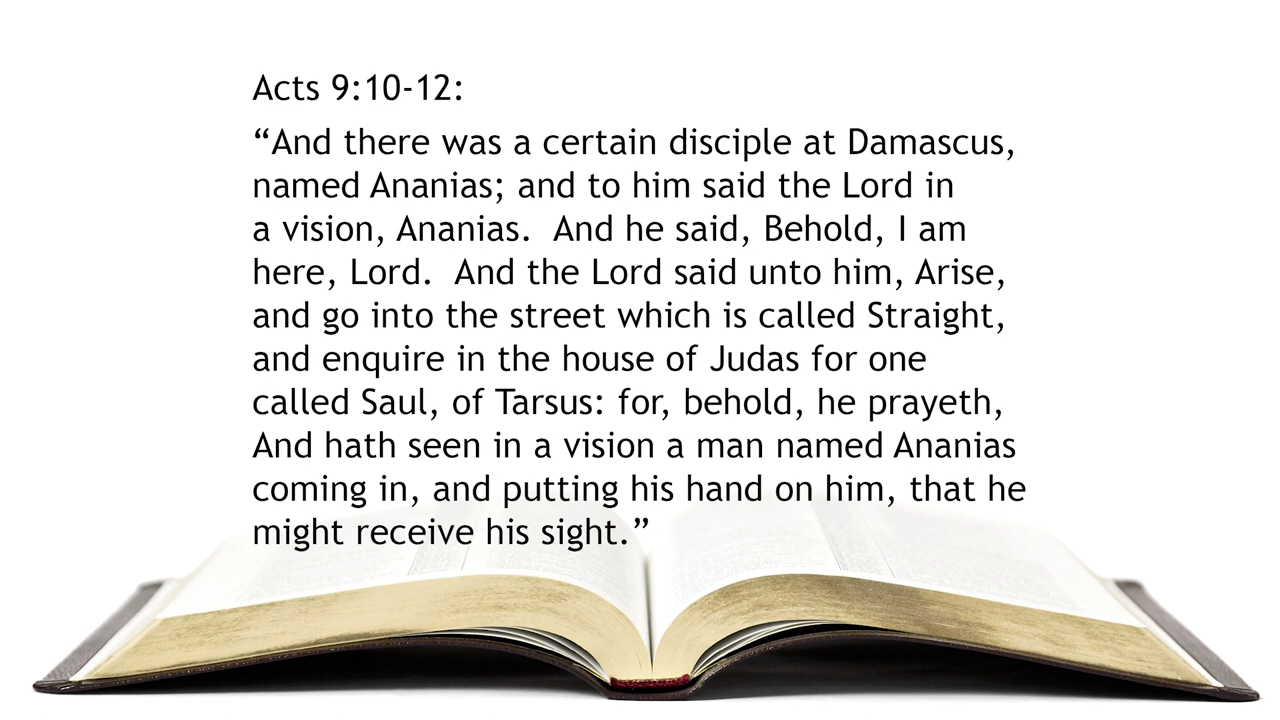 Acts 9:10-12:
“And there was a certain disciple at Damascus,
named Ananias; and to him said the Lord in
a vision, Ananias.  And he said, Behold, I am
here, Lord.  And the Lord said unto him, Arise,
and go into the street which is called Straight,
and enquire in the house of Judas for one
called Saul, of Tarsus: for, behold, he prayeth,
And hath seen in a vision a man named Ananias
coming in, and putting his hand on him, that he
might receive his sight.”